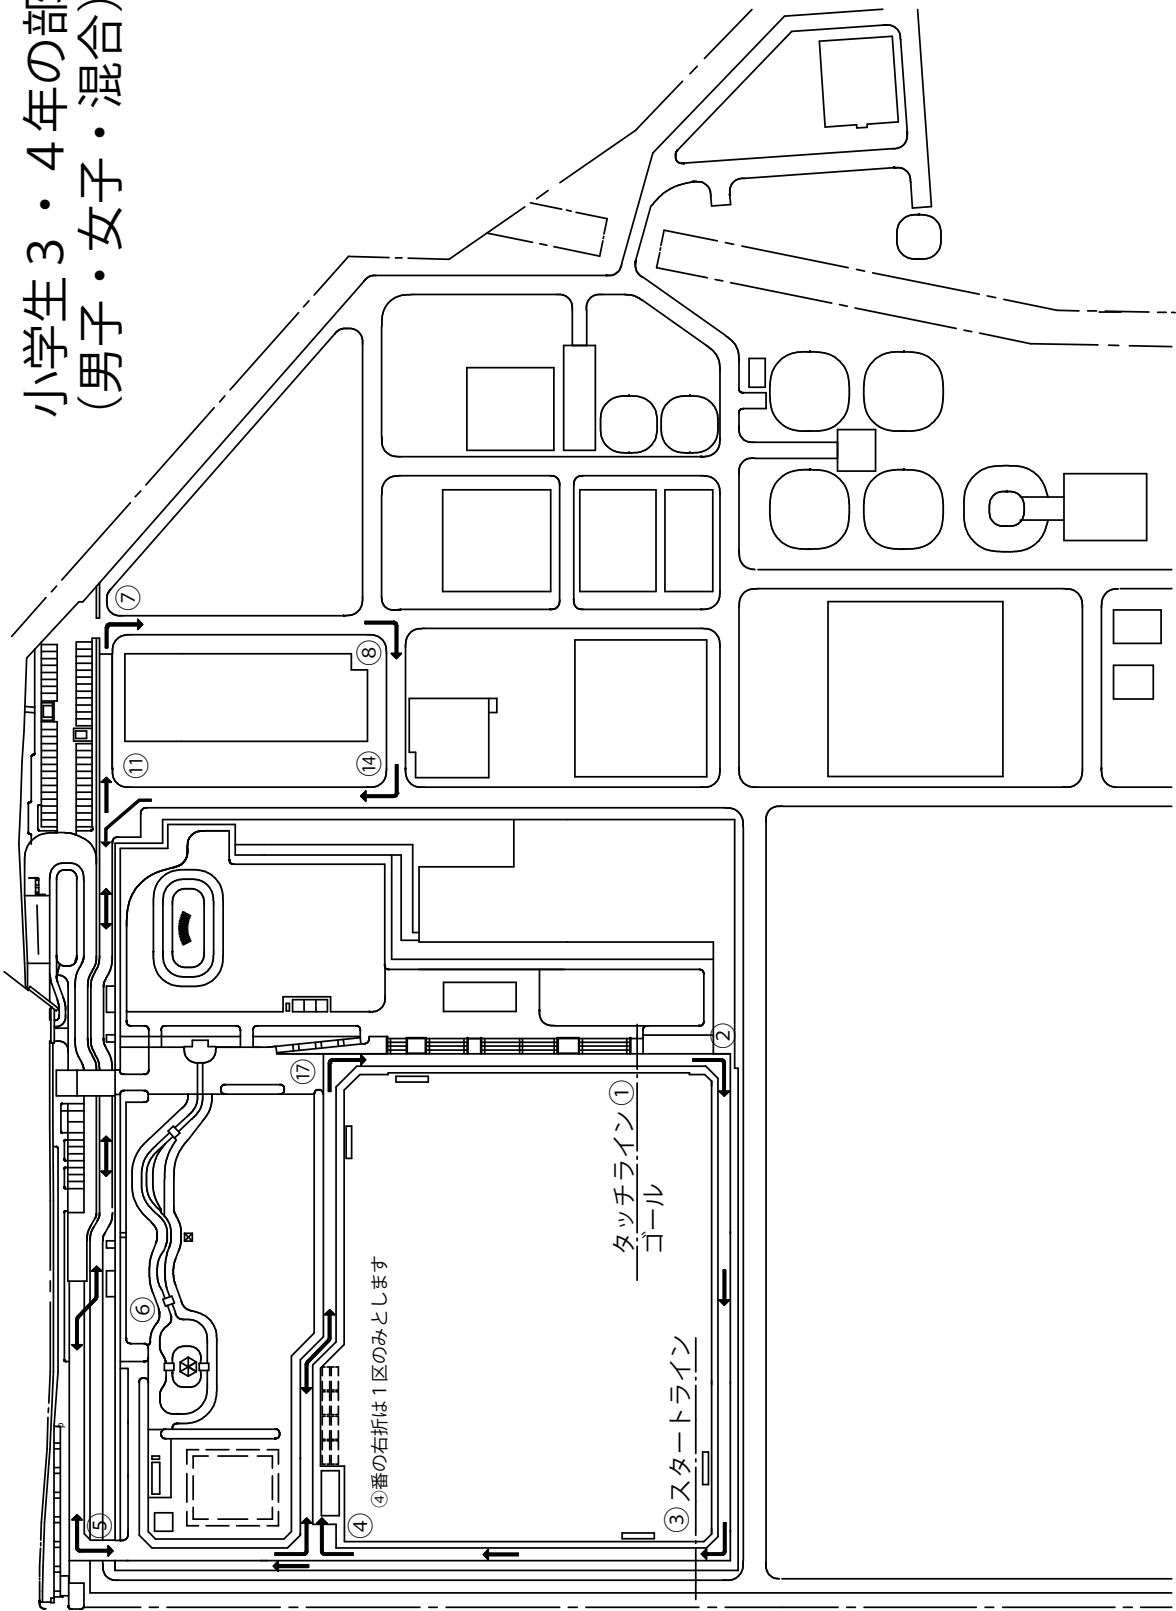 小学生3・4年の部
(男子・女子・混合)
⑦
⑧
⑪
⑭
②
⑰
タッチライン①
ゴール
⑥
④番の右折は1区のみとします
③スタートライン
④
⑤